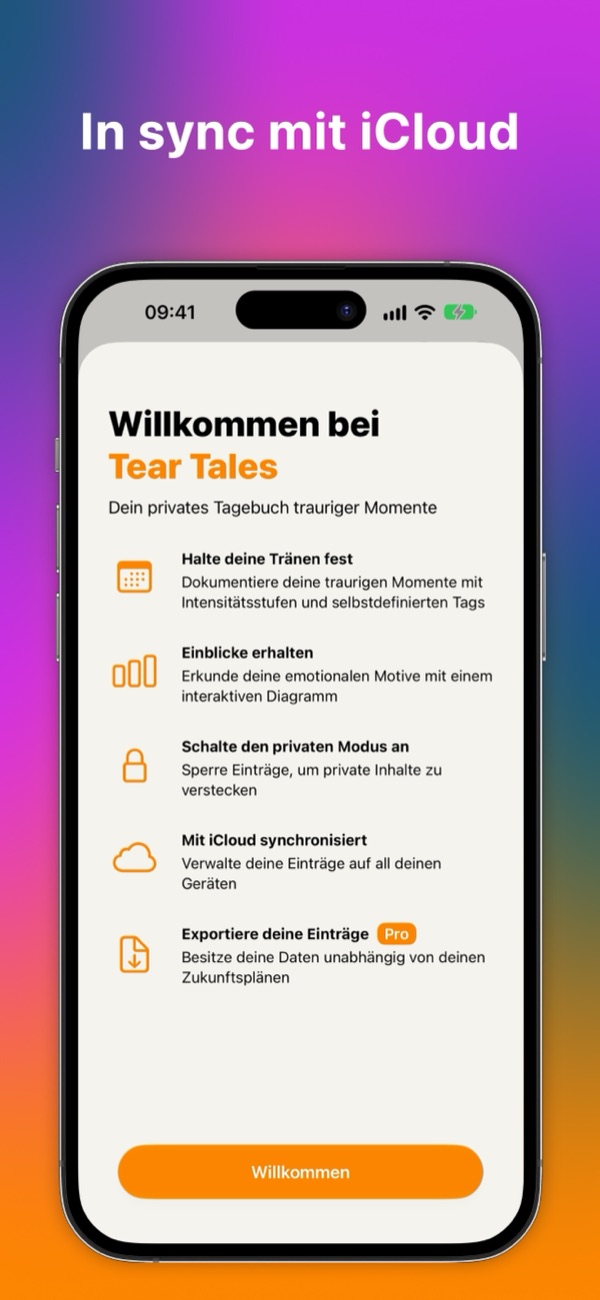 In sync mit iCloud
09:41
Willkommen bei
Tear Tales
Dein privates Tagebuch trauriger Momente
Halte deine Tränen fest
Dokumentiere deine traurigen Momente mit
Intensitätsstufen und selbstdefinierten Tags
Einblicke erhalten
Erkunde deine emotionalen Motive mit einem
interaktiven Diagramm
Schalte den privaten Modus an
Sperre Einträge, um private Inhalte zu
verstecken
Mit iCloud synchronisiert
Verwalte deine Einträge auf all deinen
Geräten
Exportiere deine Einträge Pro
Besitze deine Daten unabhängig von deinen
Zukunftsplänen
Willkommen